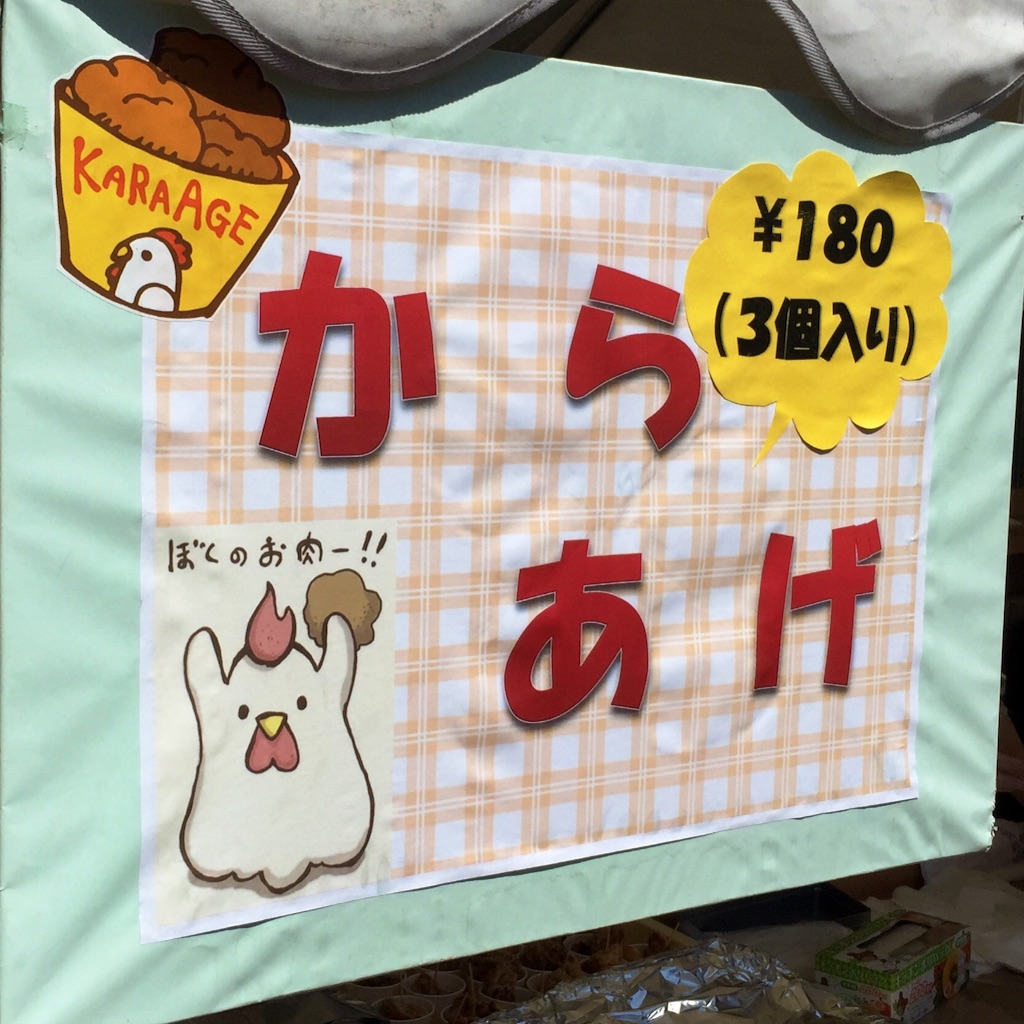 KARAAGE
¥180
(3個入り)
から
あげ
ぼくのお肉ー!!